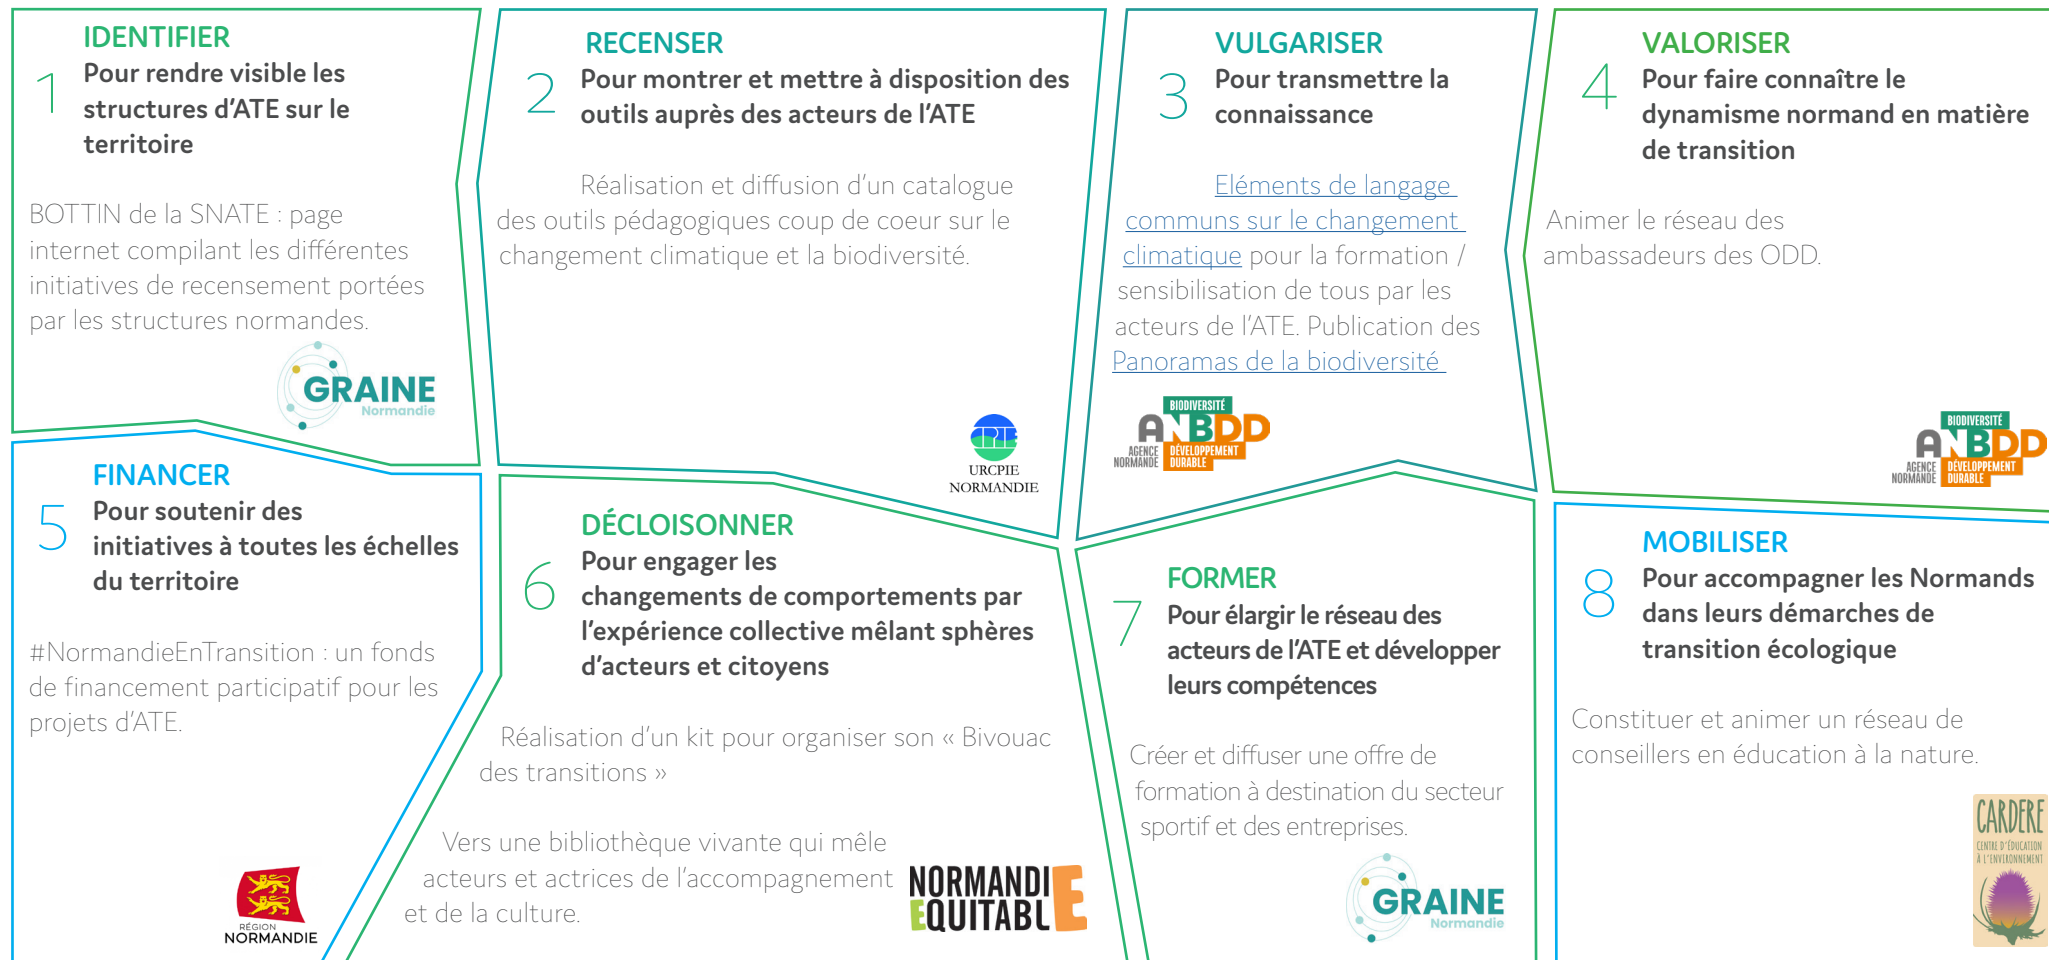 IDENTIFIER
1
Pour rendre visible les
structures d’ATE sur le
territoire
BOTTIN de la SNATE : page
internet compilant les différentes
initiatives de recensement portées
par les structures normandes.
GRAINE
Normandie
RECENSER
2
Pour montrer et mettre à disposition des
outils auprès des acteurs de l’ATE
Réalisation et diffusion d’un catalogue
des outils pédagogiques coup de coeur sur le
changement climatique et la biodiversité.
URCPIE
NORMANDIE
VULGARISER
3
Pour transmettre la
connaissance
Eléments de langage
communs sur le changement
climatique pour la formation /
sensibilisation de tous par les
acteurs de l’ATE. Publication des
Panoramas de la biodiversité
BIODIVERSITÉ
ANBDD
AGENCE
NORMANDE
DÉVELOPPEMENT
DURABLE
VALORISER
4
Pour faire connaître le
dynamisme normand en matière
de transition
Animer le réseau des
ambassadeurs des ODD.
BIODIVERSITÉ
ANBDD
AGENCE
NORMANDE
DÉVELOPPEMENT
DURABLE
FINANCER
5
Pour soutenir des
initiatives à toutes les échelles
du territoire
#NormandieEnTransition : un fonds
de financement participatif pour les
projets d’ATE.
RÉGION
NORMANDIE
DÉCLOISONNER
6
Pour engager les
changements de comportements par
l’expérience collective mêlant sphères
d’acteurs et citoyens
Réalisation d’un kit pour organiser son « Bivouac
des transitions »
Vers une bibliothèque vivante qui mêle
acteurs et actrices de l’accompagnement
et de la culture.
NORMANDIE
EQUITABLE
FORMER
7
Pour élargir le réseau des
acteurs de l’ATE et développer
leurs compétences
Créer et diffuser une offre de
formation à destination du secteur
sportif et des entreprises.
GRAINE
Normandie
MOBILISER
8
Pour accompagner les Normands
dans leurs démarches de
transition écologique
Constituer et animer un réseau de
conseillers en éducation à la nature.
CARDERE
CENTRE D’ÉDUCATION
À L’ENVIRONNEMENT